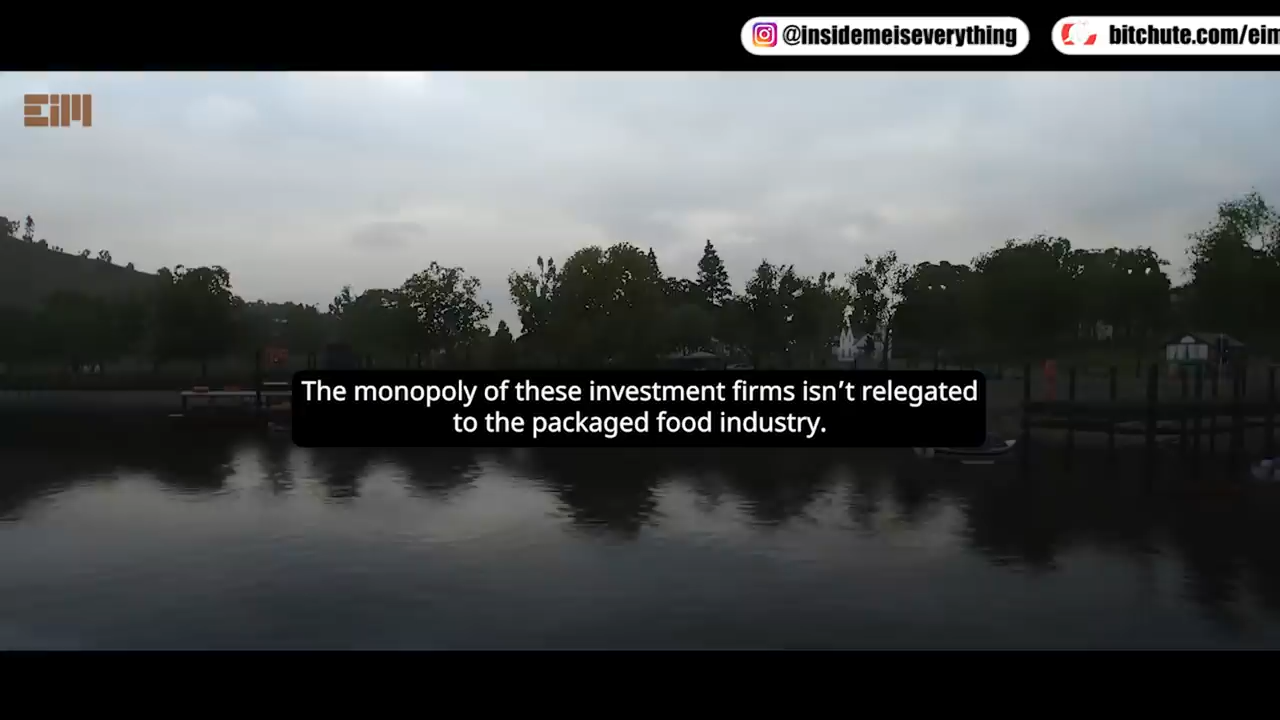 @insidemeiseverything
bitchute.com/eim
EiM
The monopoly of these investment firms isn't relegated
to the packaged food industry.